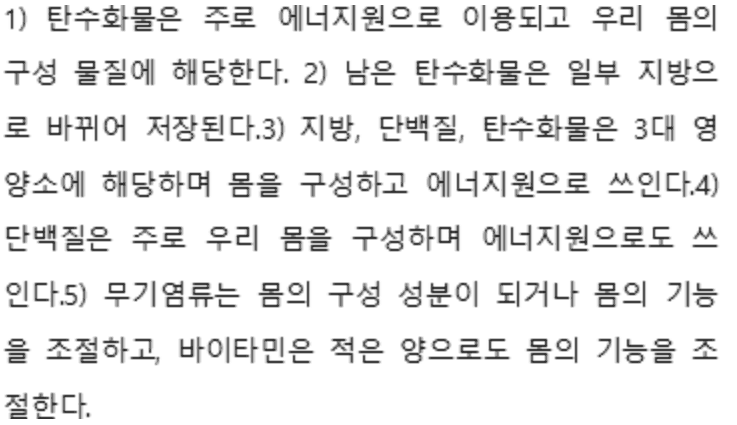 1) 탄수화물은 주로 에너지원으로 이용되고 우리 몸의
구성 물질에 해당한다. 2) 남은 탄수화물은 일부 지방으
로 바뀌어 저장된다.3) 지방, 단백질, 탄수화물은 3대 영
양소에 해당하며 몸을 구성하고 에너지원으로 쓰인다.4)
단백질은 주로 우리 몸을 구성하며 에너지원으로도 쓰
인다.5) 무기염류는 몸의 구성 성분이 되거나 몸의 기능
을 조절하고, 바이타민은 적은 양으로도 몸의 기능을 조
절한다.